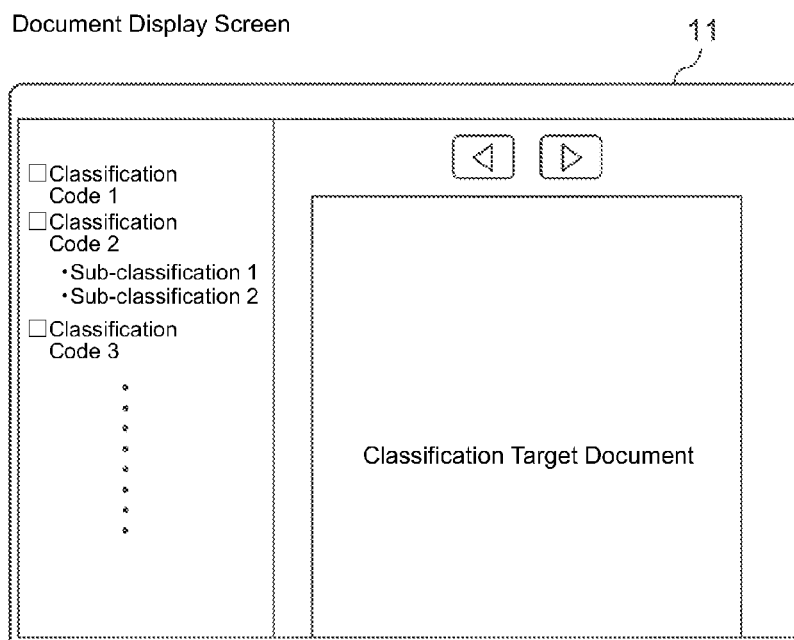 Document Display Screen
11
□Classification
Code 1
□Classification
Code 2
•Sub-classification 1
•Sub-classification 2
□Classification
Code 3
Classification Target Document